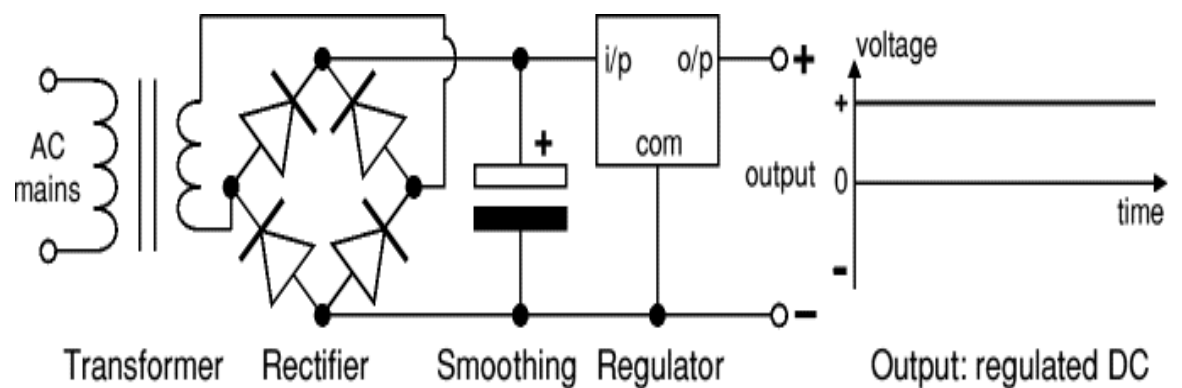 AC
mains
i/p
o/p
com
+
+
-
voltage
+
output
0
time
-
Transformer
Rectifier
Smoothing
Regulator
Output: regulated DC